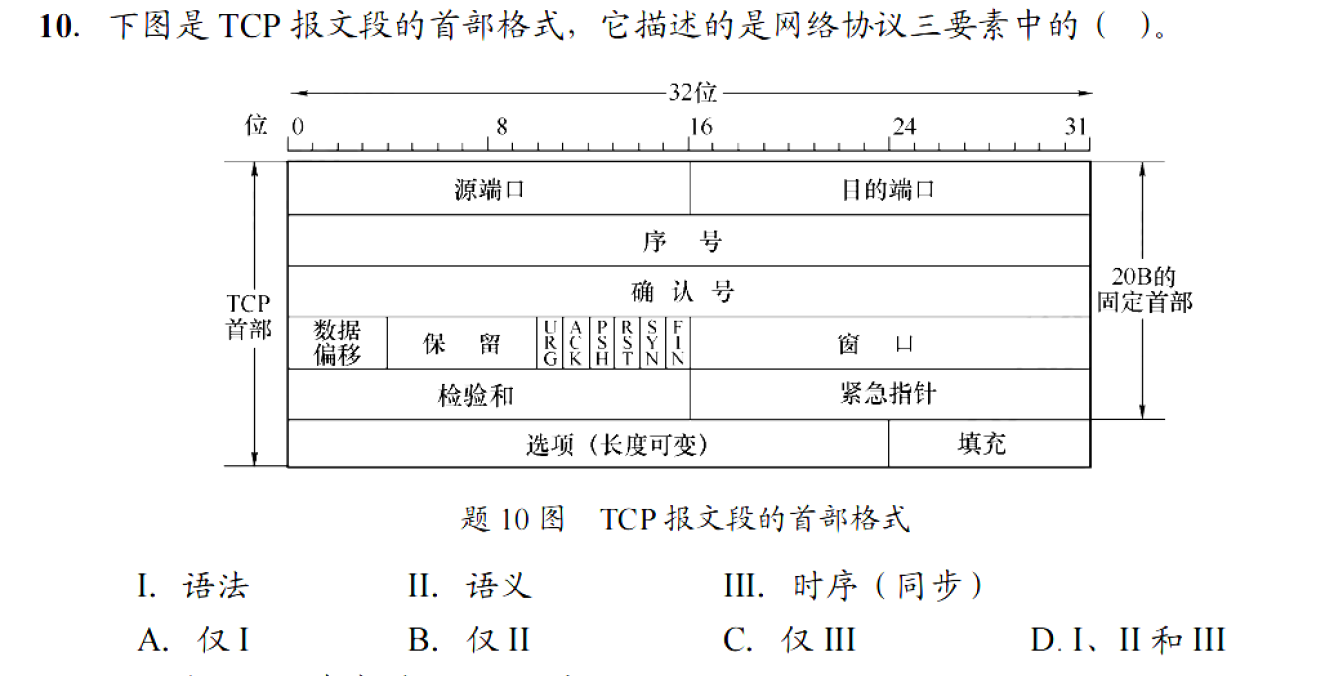 10. 下图是 TCP 报文段的首部格式，它描述的是网络协议三要素中的（ ）。
32位
位 0 8 16 24 31
源端口 目的端口
序 号
确 认 号
TCP首部
20B的固定首部
数据偏移 保 留 URG ACK PSH RST SYN FIN 窗 口
检验和 紧急指针
选项（长度可变） 填充
题 10 图 TCP 报文段的首部格式
I. 语法 II. 语义 III. 时序（同步）
A. 仅 I B. 仅 II C. 仅 III D. I、II 和 III